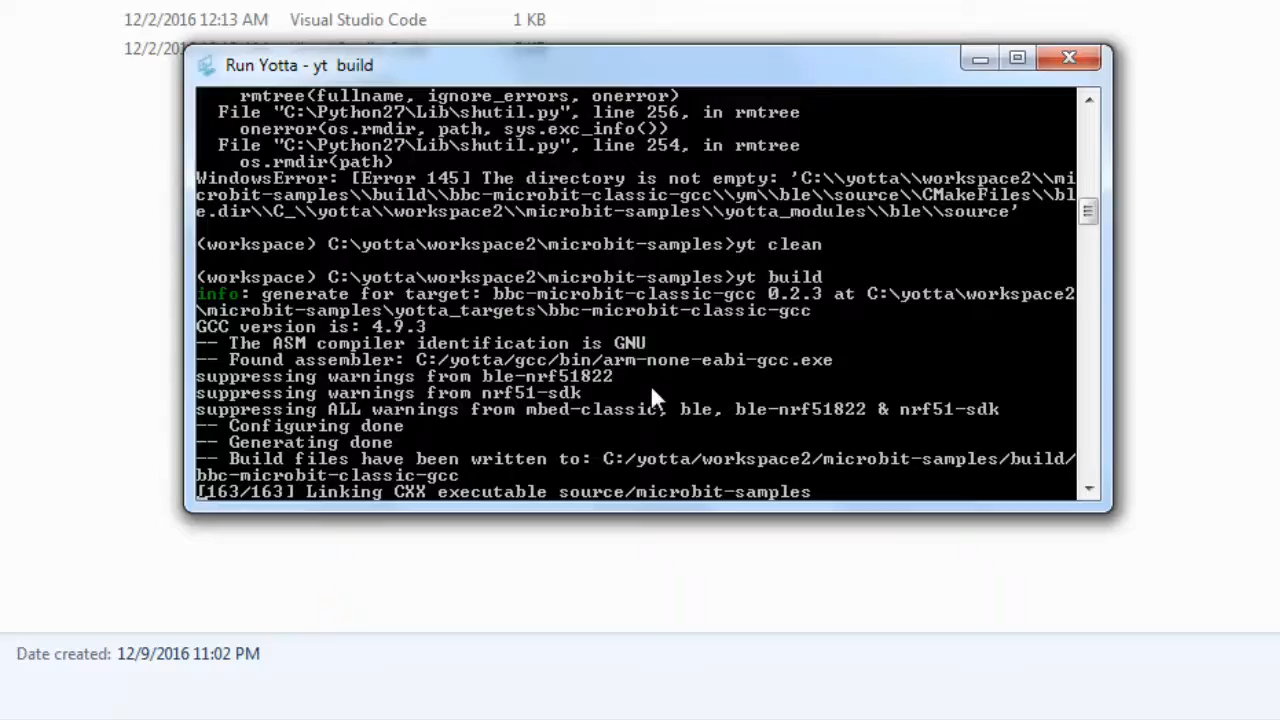 12/2/2016 12:13 AM Visual Studio Code 1 KB
12/2/20
Run Yotta - yt build
rmtree(fullname, ignore_errors, onerror)
File "C:\Python27\Lib\shutil.py", line 256, in rmtree
onerror(os.rmdir, path, sys.exc_info())
File "C:\Python27\Lib\shutil.py", line 254, in rmtree
os.rmdir(path)
WindowsError: [Error 145] The directory is not empty: 'C:\\yotta\\workspace2\\mi
crobit-samples\\build\\bbc-microbit-classic-gcc\\ym\\ble\\source\\CMakeFiles\\bl
e.dir\\C_\\yotta\\workspace2\\microbit-samples\\yotta_modules\\ble\\source'
(workspace) C:\yotta\workspace2\microbit-samples>yt clean
(workspace) C:\yotta\workspace2\microbit-samples>yt build
info: generate for target: bbc-microbit-classic-gcc 0.2.3 at C:\yotta\workspace2
\microbit-samples\yotta_targets\bbc-microbit-classic-gcc
GCC version is: 4.9.3
-- The ASM compiler identification is GNU
-- Found assembler: C:/yotta/gcc/bin/arm-none-eabi-gcc.exe
suppressing warnings from ble-nrf51822
suppressing warnings from nrf51-sdk
suppressing ALL warnings from mbed-classic, ble, ble-nrf51822 & nrf51-sdk
-- Configuring done
-- Generating done
-- Build files have been written to: C:/yotta/workspace2/microbit-samples/build/
bbc-microbit-classic-gcc
[163/163] Linking CXX executable source/microbit-samples
Date created: 12/9/2016 11:02 PM